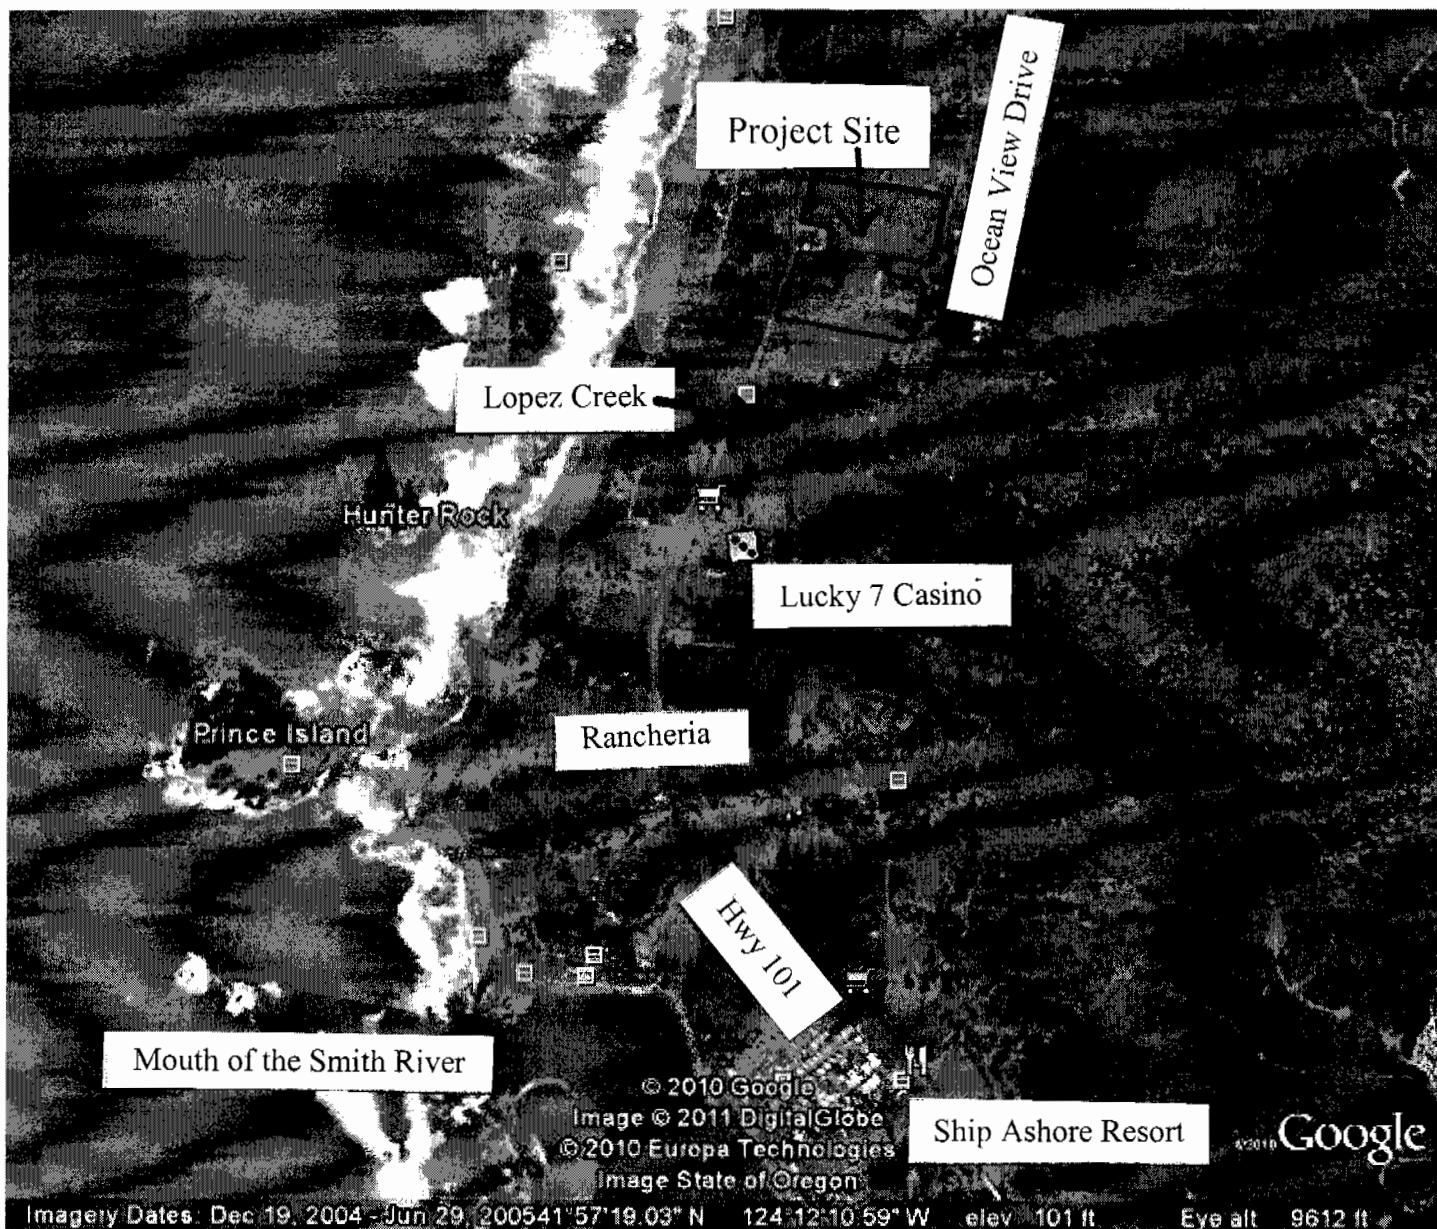 Project Site
Ocean View Drive
Lopez Creek
Hunter Rock
Lucky 7 Casino
Prince Island
Rancheria
Hwy 101
Mouth of the Smith River
© 2010 Google
Image © 2011 DigitalGlobe
© 2010 Europa Technologies
Image State of Oregon
Ship Ashore Resort
©2010 Google
Imagery Dates: Dec 19, 2004 - Jun 29, 2005 41°57'19.03" N 124°12'10.59" W elev 101 ft Eye alt 9612 ft